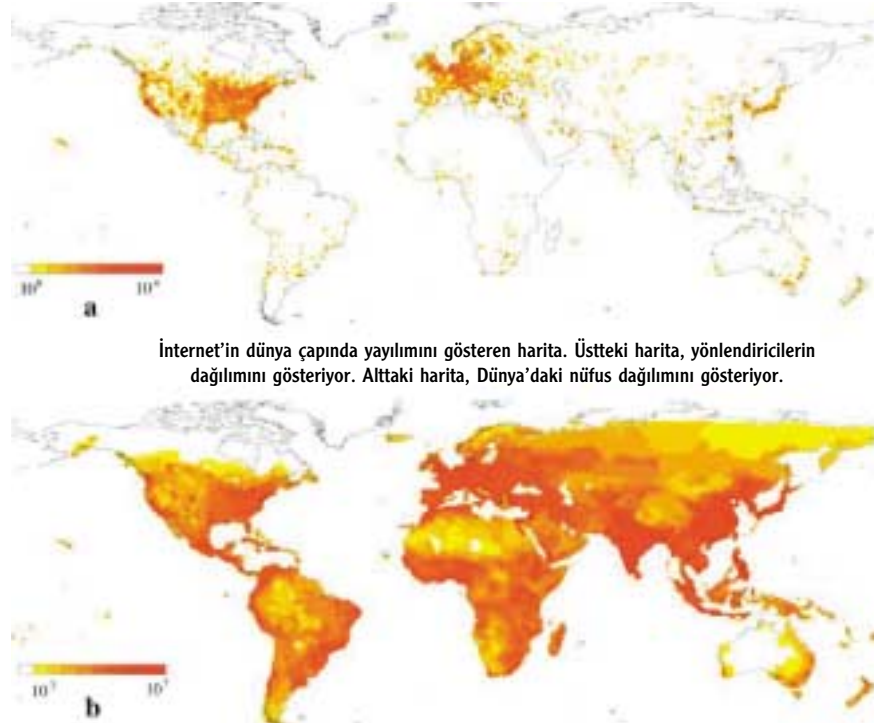 a
İnternet'in dünya çapında yayılımını gösteren harita. Üstteki harita, yönlendiricilerin
dağılımını gösteriyor. Alttaki harita, Dünya'daki nüfus dağılımını gösteriyor.
b